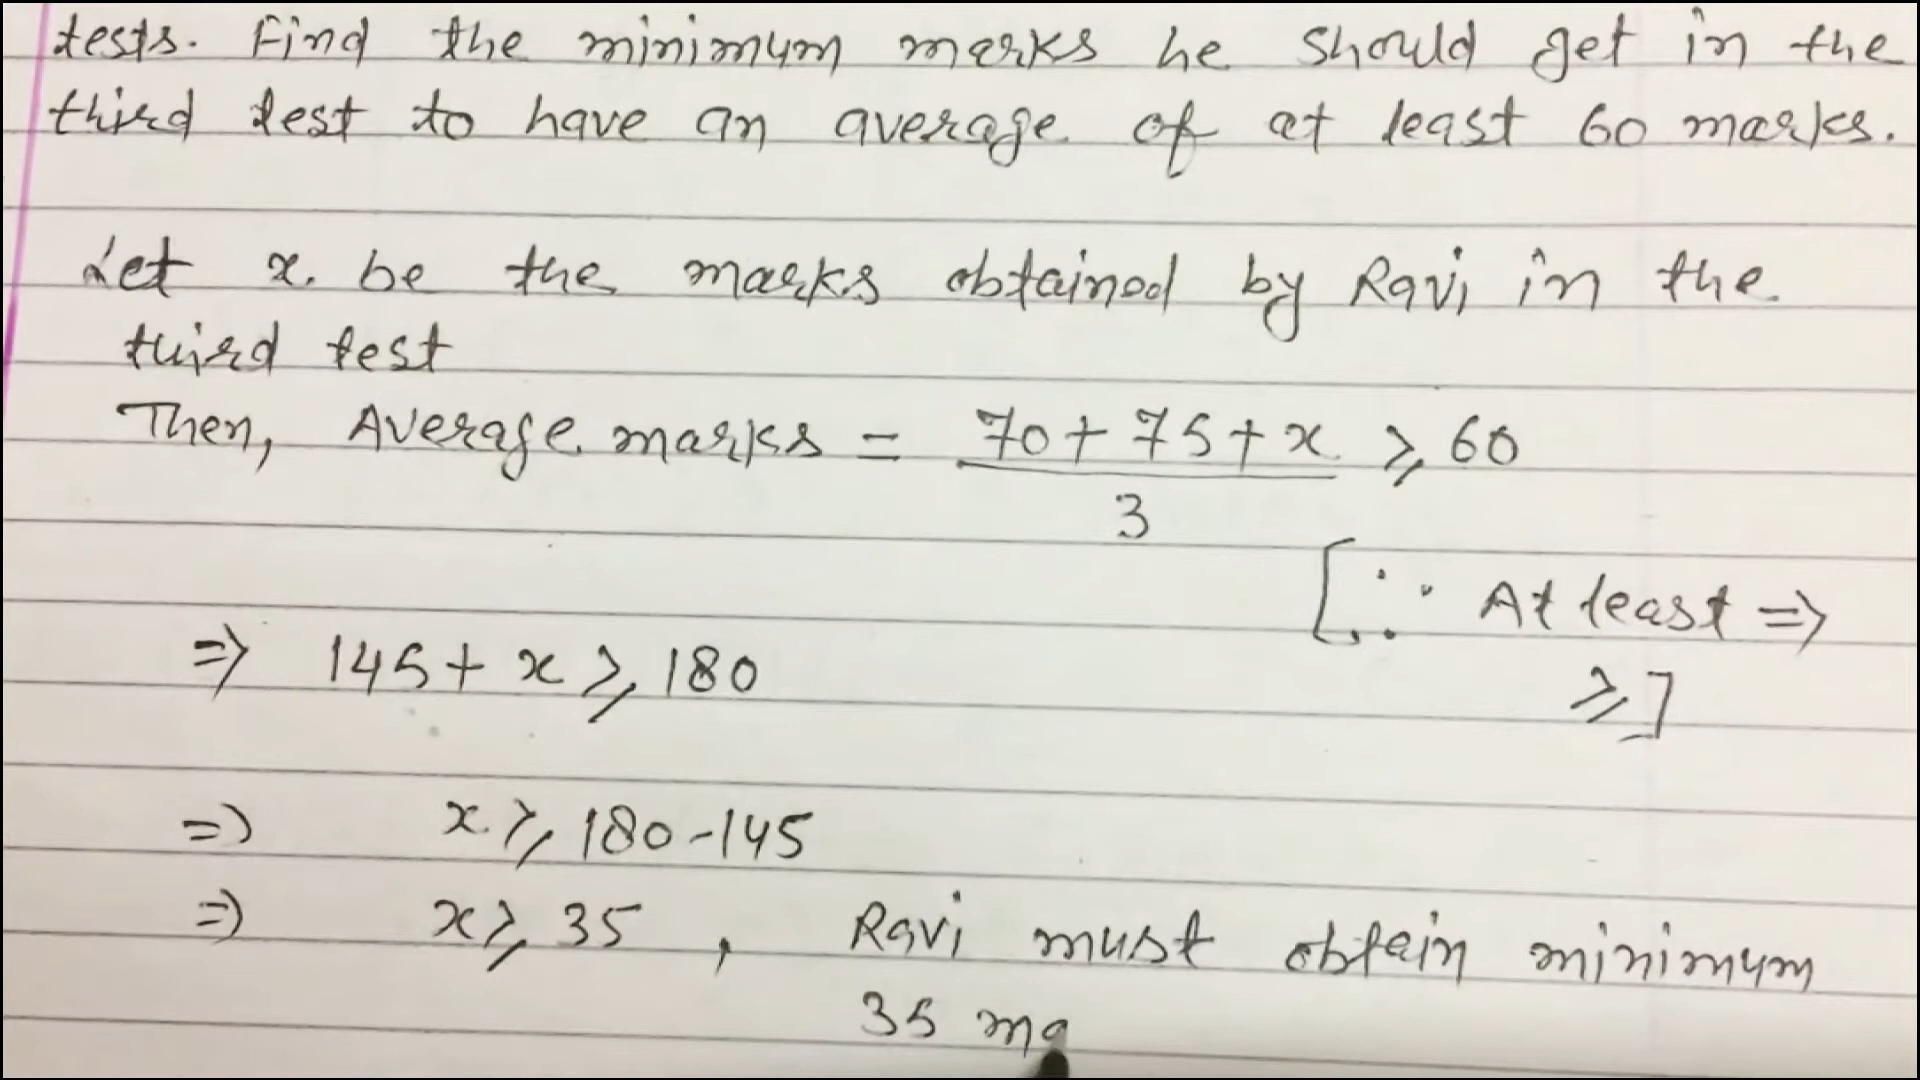 tests. Find the minimum marks he should get in the
third test to have an average of at least 60 marks.
Let x be the marks obtained by Ravi in the
third test
Then, Average marks = (70 + 75 + x)/3 ⩾ 60
[∵ At least ⇒
⩾]
⇒ 145 + x ⩾ 180
⇒ x ⩾ 180 - 145
⇒ x ⩾ 35, Ravi must obtain minimum
35 ma